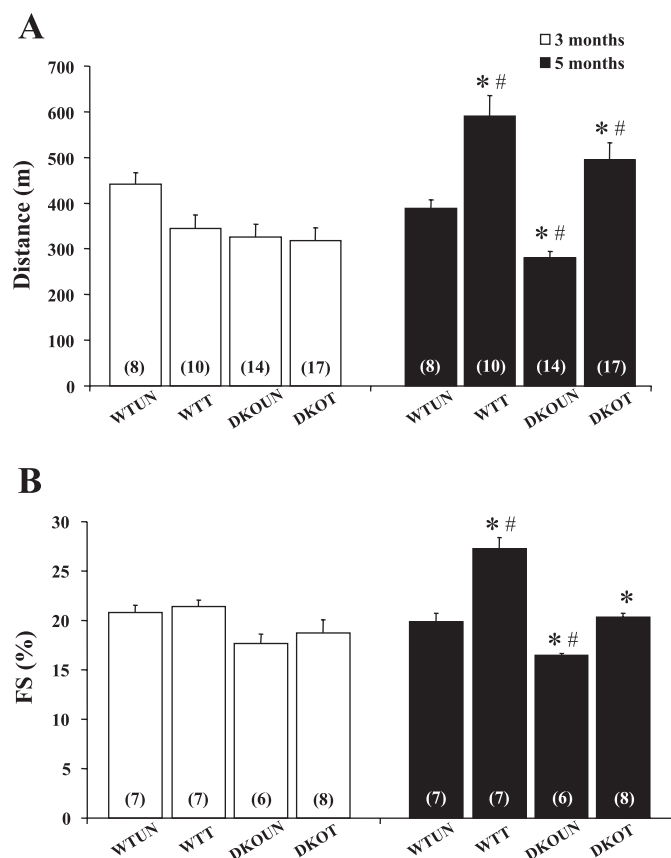 A
3 months
5 months
Distance (m)
700
600
500
400
300
200
100
0
* #
* #
* #
(8) (10) (14) (17) (8) (10) (14) (17)
WTUN WTT DKOUN DKOT WTUN WTT DKOUN DKOT
B
FS (%)
30
25
20
15
10
5
0
* #
*
* #
(7) (7) (6) (8) (7) (7) (6) (8)
WTUN WTT DKOUN DKOT WTUN WTT DKOUN DKOT